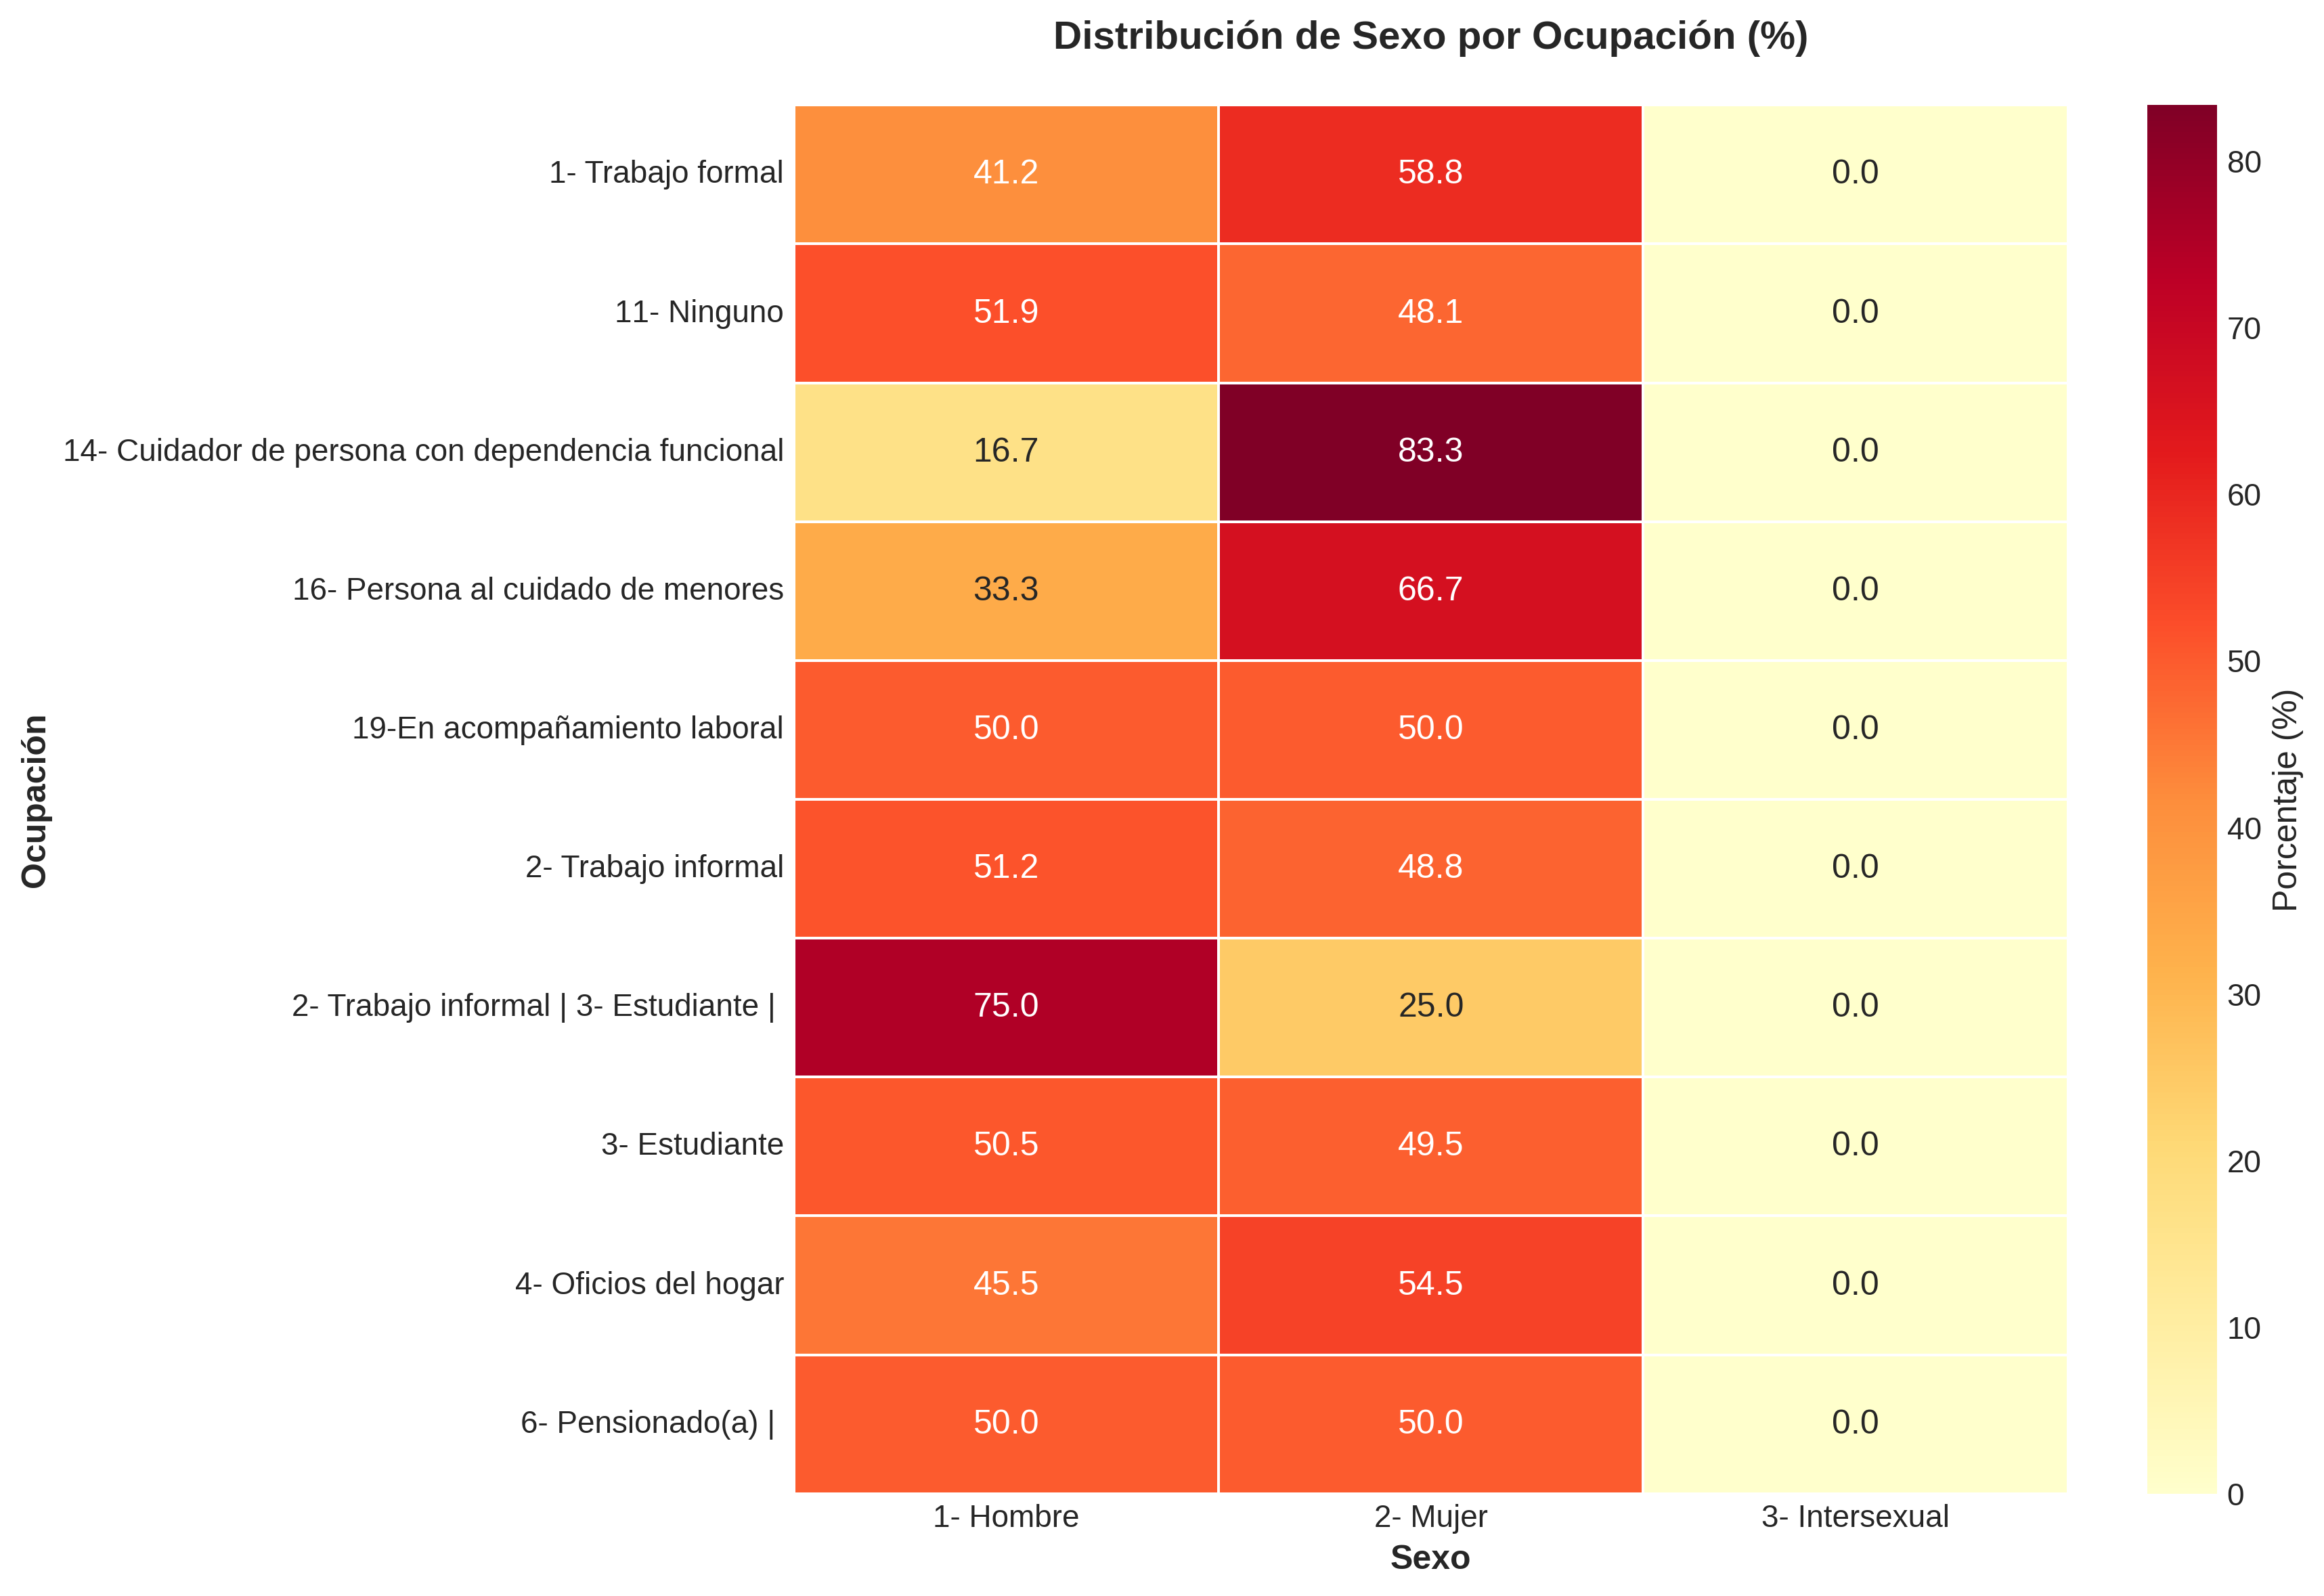 Distribución de Sexo por Ocupación (%)
Ocupación
1- Trabajo formal 41.2 58.8 0.0
11- Ninguno 51.9 48.1 0.0
14- Cuidador de persona con dependencia funcional 16.7 83.3 0.0
16- Persona al cuidado de menores 33.3 66.7 0.0
19-En acompañamiento laboral 50.0 50.0 0.0
2- Trabajo informal 51.2 48.8 0.0
2- Trabajo informal | 3- Estudiante | 75.0 25.0 0.0
3- Estudiante 50.5 49.5 0.0
4- Oficios del hogar 45.5 54.5 0.0
6- Pensionado(a) | 50.0 50.0 0.0
1- Hombre 2- Mujer 3- Intersexual
Sexo
80
70
60
50
40
30
20
10
0
Porcentaje (%)